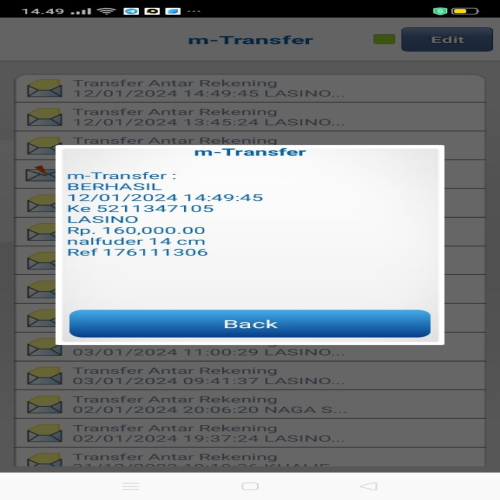 14.49
m-Transfer
Edit
Transfer Antar Rekening
12/01/2024 14:49:45 LASINO...
Transfer Antar Rekening
12/01/2024 13:45:24 LASINO...
Transfer Antar Rekening
m-Transfer
m-Transfer :
BERHASIL
12/01/2024 14:49:45
Ke 5211347105
LASINO
Rp. 160,000.00
nalfuder 14 cm
Ref 176111306
Back
03/01/2024 11:00:29 LASINO...
Transfer Antar Rekening
03/01/2024 09:41:37 LASINO...
Transfer Antar Rekening
02/01/2024 20:06:20 NAGA S...
Transfer Antar Rekening
02/01/2024 19:37:24 LASINO...
Transfer Antar Rekening